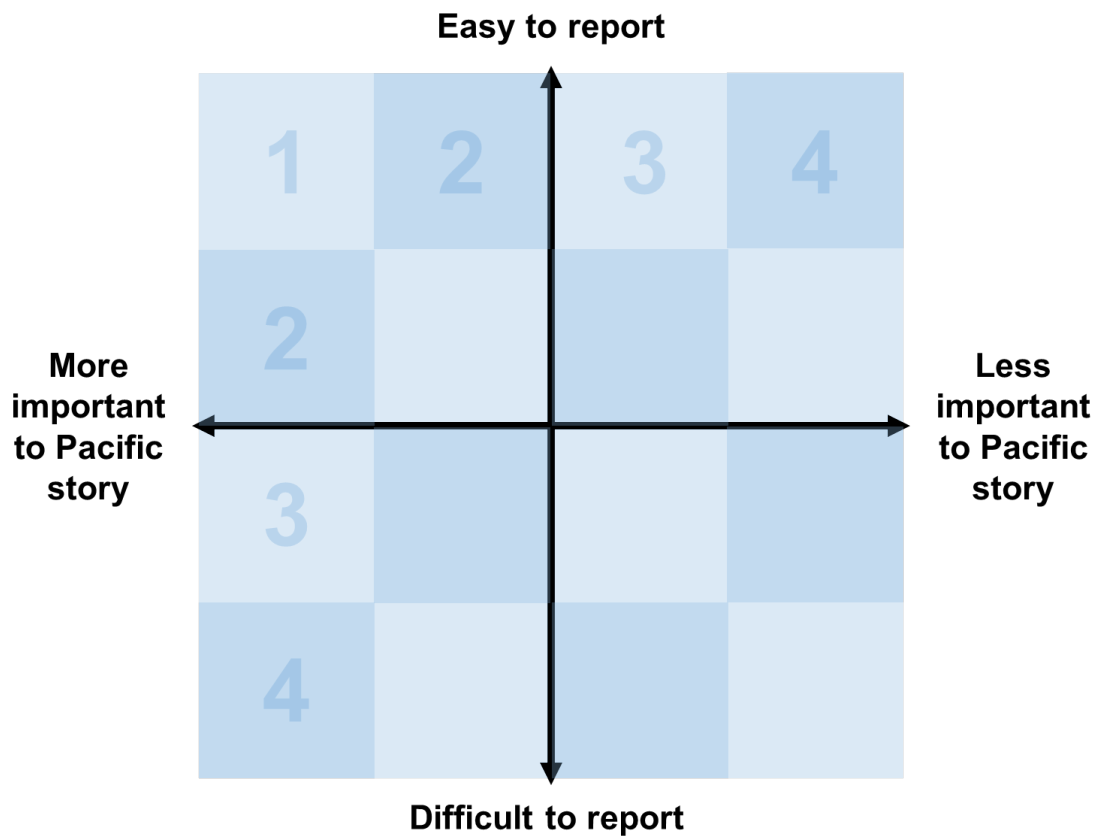 Easy to report
1 2 3 4
2
More
important
to Pacific
story
Less
important
to Pacific
story
3
4
Difficult to report